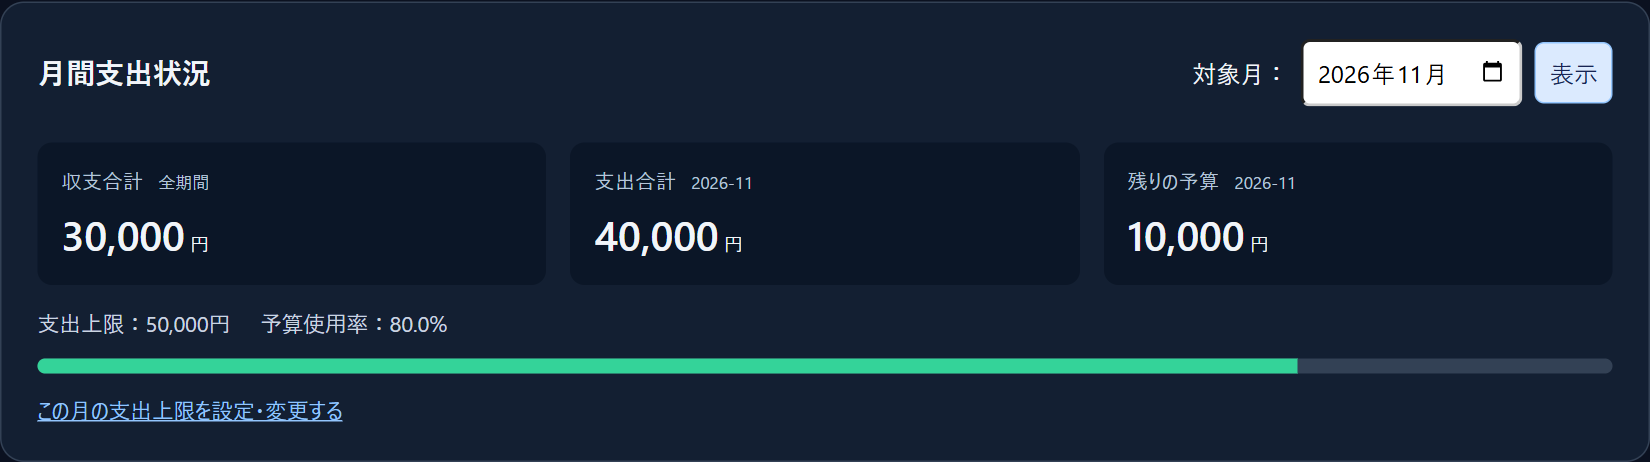 月間支出状況
対象月： 2026年11月 表示
収支合計 全期間
30,000 円
支出合計 2026-11
40,000 円
残りの予算 2026-11
10,000 円
支出上限：50,000円 予算使用率：80.0%
この月の支出上限を設定・変更する